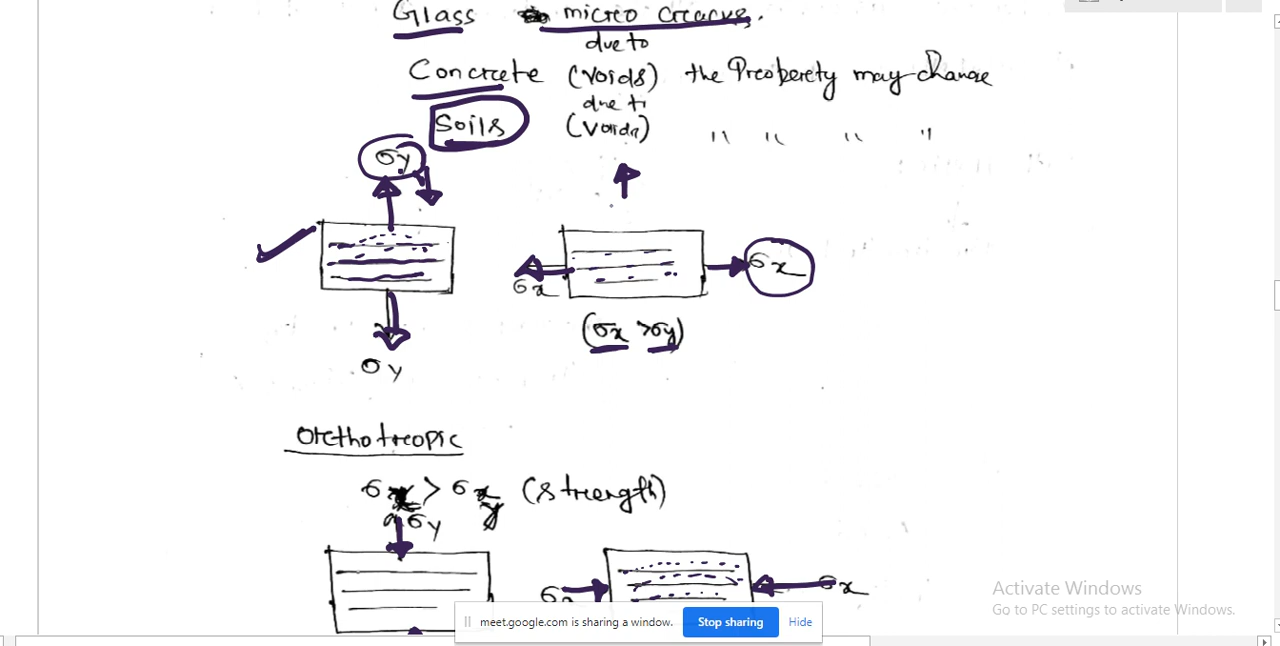 Glass micro cracks.
due to
Concrete (Voids) the Property may change
due to
Soils (Voids) " " " "
σy
σx σx
(σx > σy)
σy
Orthotropic
σx > σy (Strength)
σy
σx σx
meet.google.com is sharing a window. Stop sharing Hide
Activate Windows
Go to PC settings to activate Windows.